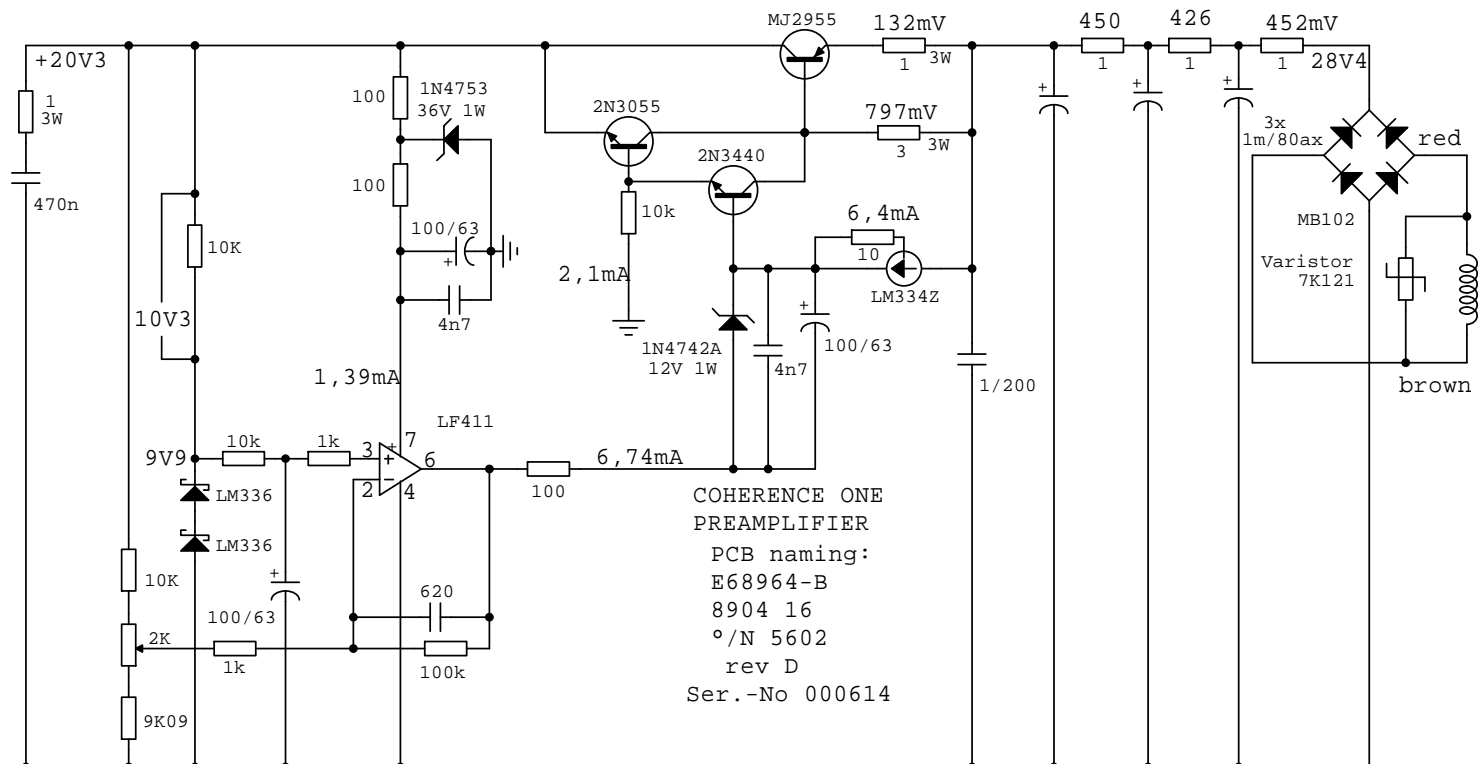 MJ2955
132mV
1 3W
450
1
426
1
452mV
1
28V4
+20V3
1
3W
470n
100
1N4753
36V 1W
2N3055
797mV
3 3W
2N3440
3x
1m/80ax
red
100
10k
10K
100/63
+
6,4mA
10
MB102
2,1mA
LM334Z
Varistor
7K121
10V3
4n7
1N4742A
12V 1W
4n7
+
100/63
1/200
1,39mA
brown
LF411
9V9
10k
1k
3
+
7
6
2
4
100
6,74mA
LM336
LM336
COHERENCE ONE
PREAMPLIFIER
PCB naming:
E68964-B
8904 16
°/N 5602
rev D
Ser.-No 000614
10K
+
100/63
620
2K
1k
100k
9K09